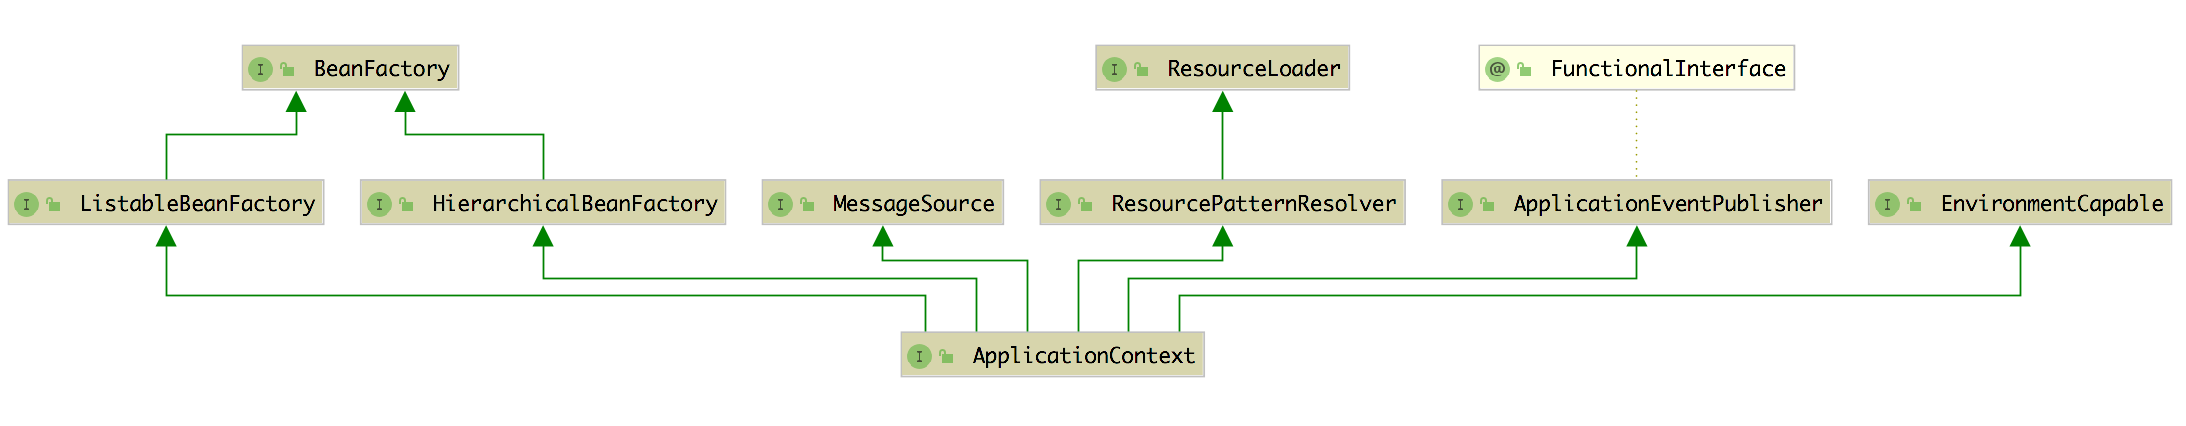 I BeanFactory
I ResourceLoader
@ FunctionalInterface
I ListableBeanFactory
I HierarchicalBeanFactory
I MessageSource
I ResourcePatternResolver
I ApplicationEventPublisher
I EnvironmentCapable
I ApplicationContext